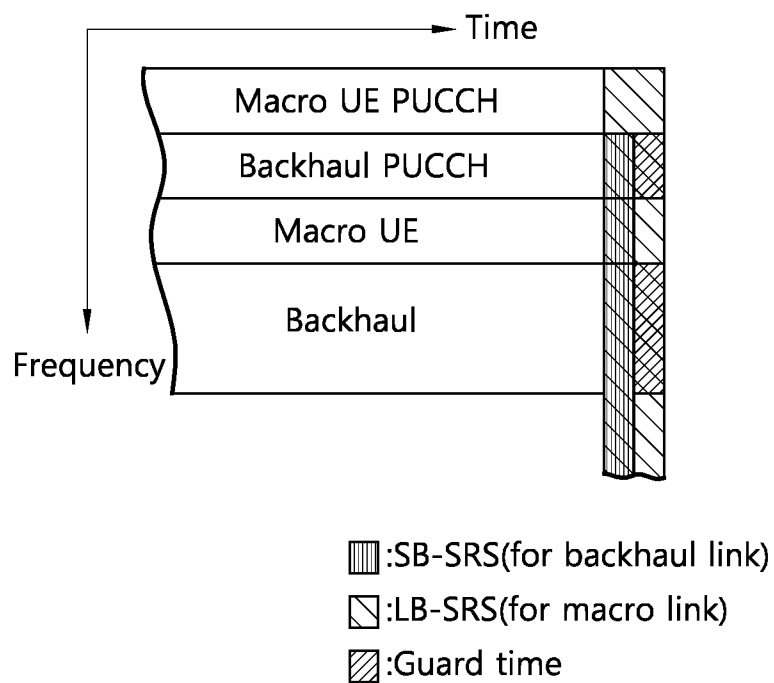 Time
Macro UE PUCCH
Backhaul PUCCH
Macro UE
Backhaul
Frequency
:SB-SRS(for backhaul link)
:LB-SRS(for macro link)
:Guard time